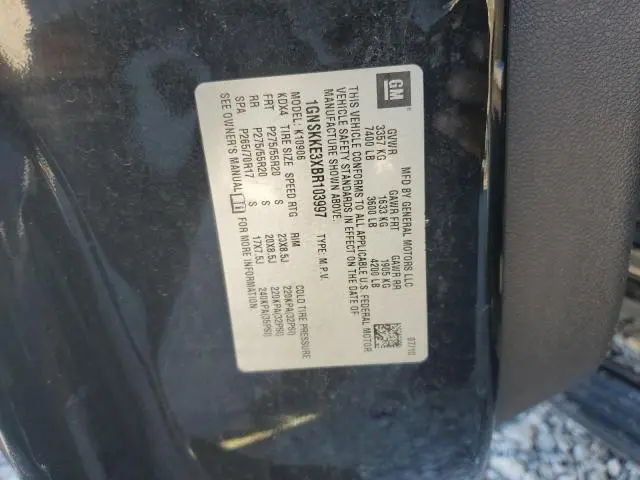 GM
MFD BY GENERAL MOTORS LLC
07/10
GVWR GAWR FRT GAWR RR
3357 KG 1633 KG 1905 KG
7400 LB 3600 LB 4200 LB
THIS VEHICLE CONFORMS TO ALL APPLICABLE U.S. FEDERAL MOTOR
VEHICLE SAFETY STANDARDS IN EFFECT ON THE DATE OF
MANUFACTURE SHOWN ABOVE.
1GNSKKE3XBR103997 TYPE: M.P.V.
MODEL: K10906
KDX4 TIRE SIZE SPEED RTG RIM COLD TIRE PRESSURE
FRT P275/55R20 S 20X8.5J 220KPA(32PSI)
RR P275/55R20 S 20X8.5J 220KPA(32PSI)
SPA P265/70R17 S 17X7.5J 240KPA(35PSI)
SEE OWNER'S MANUAL FOR MORE INFORMATION.